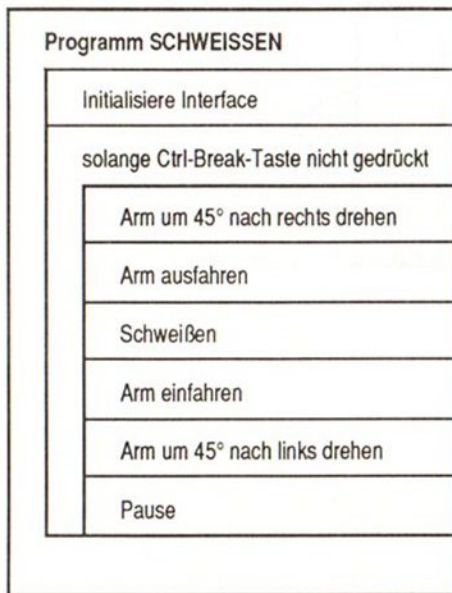 Programm SCHWEISSEN
Initialisiere Interface
solange Ctrl-Break-Taste nicht gedrückt
Arm um 45° nach rechts drehen
Arm ausfahren
Schweißen
Arm einfahren
Arm um 45° nach links drehen
Pause